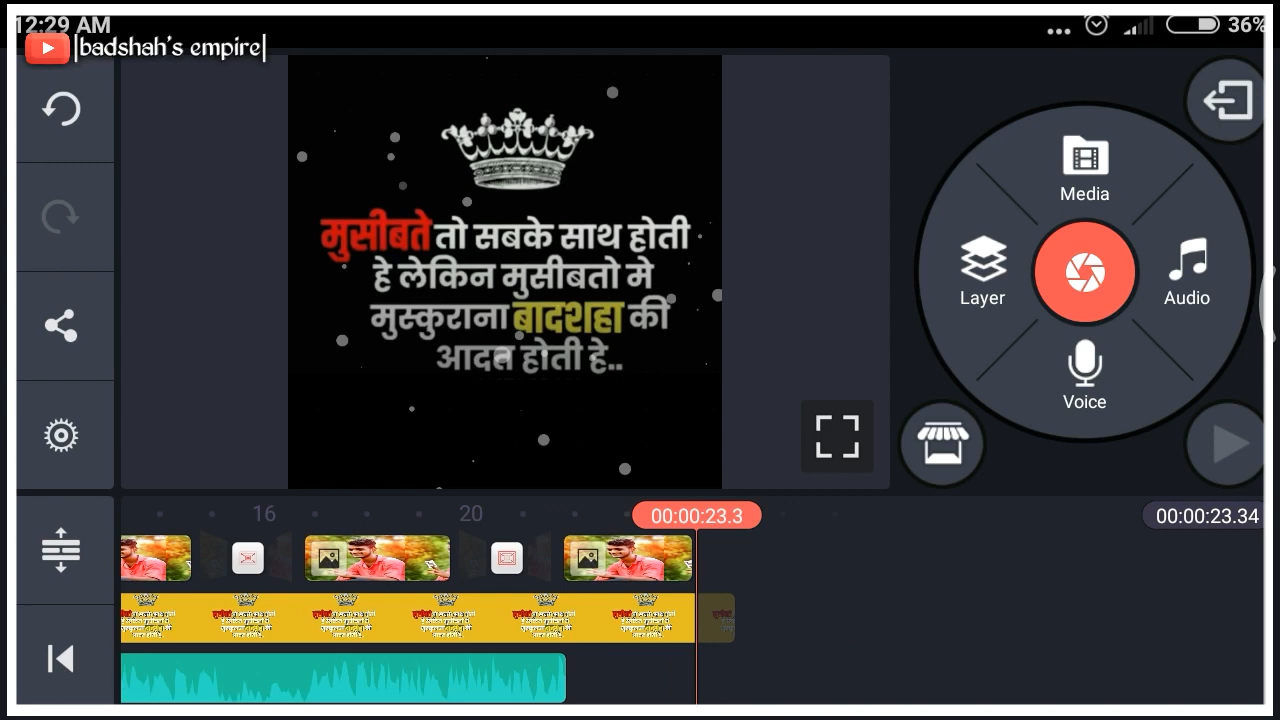 12:29 AM
36%
|badshah's empire|
मुसीबते तो सबके साथ होती
हे लेकिन मुसीबतो मे
मुस्कुराना बादशहा की
आदत होती हे..
Media
Layer
Audio
Voice
16
20
00:00:23.3
00:00:23.34